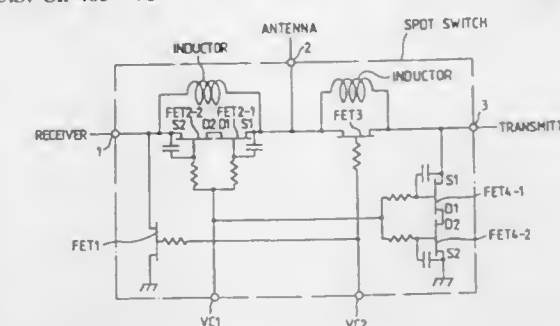 SPDT SWITCH
ANTENNA
INDUCTOR
2
INDUCTOR
FET2-2 FET2-1
S2 D2 D1 S1
FET3
3
RECEIVER
TRANSMITT
1
S1
FET4-1
D1
D2
FET4-2
S2
FET1
VC1
VC2